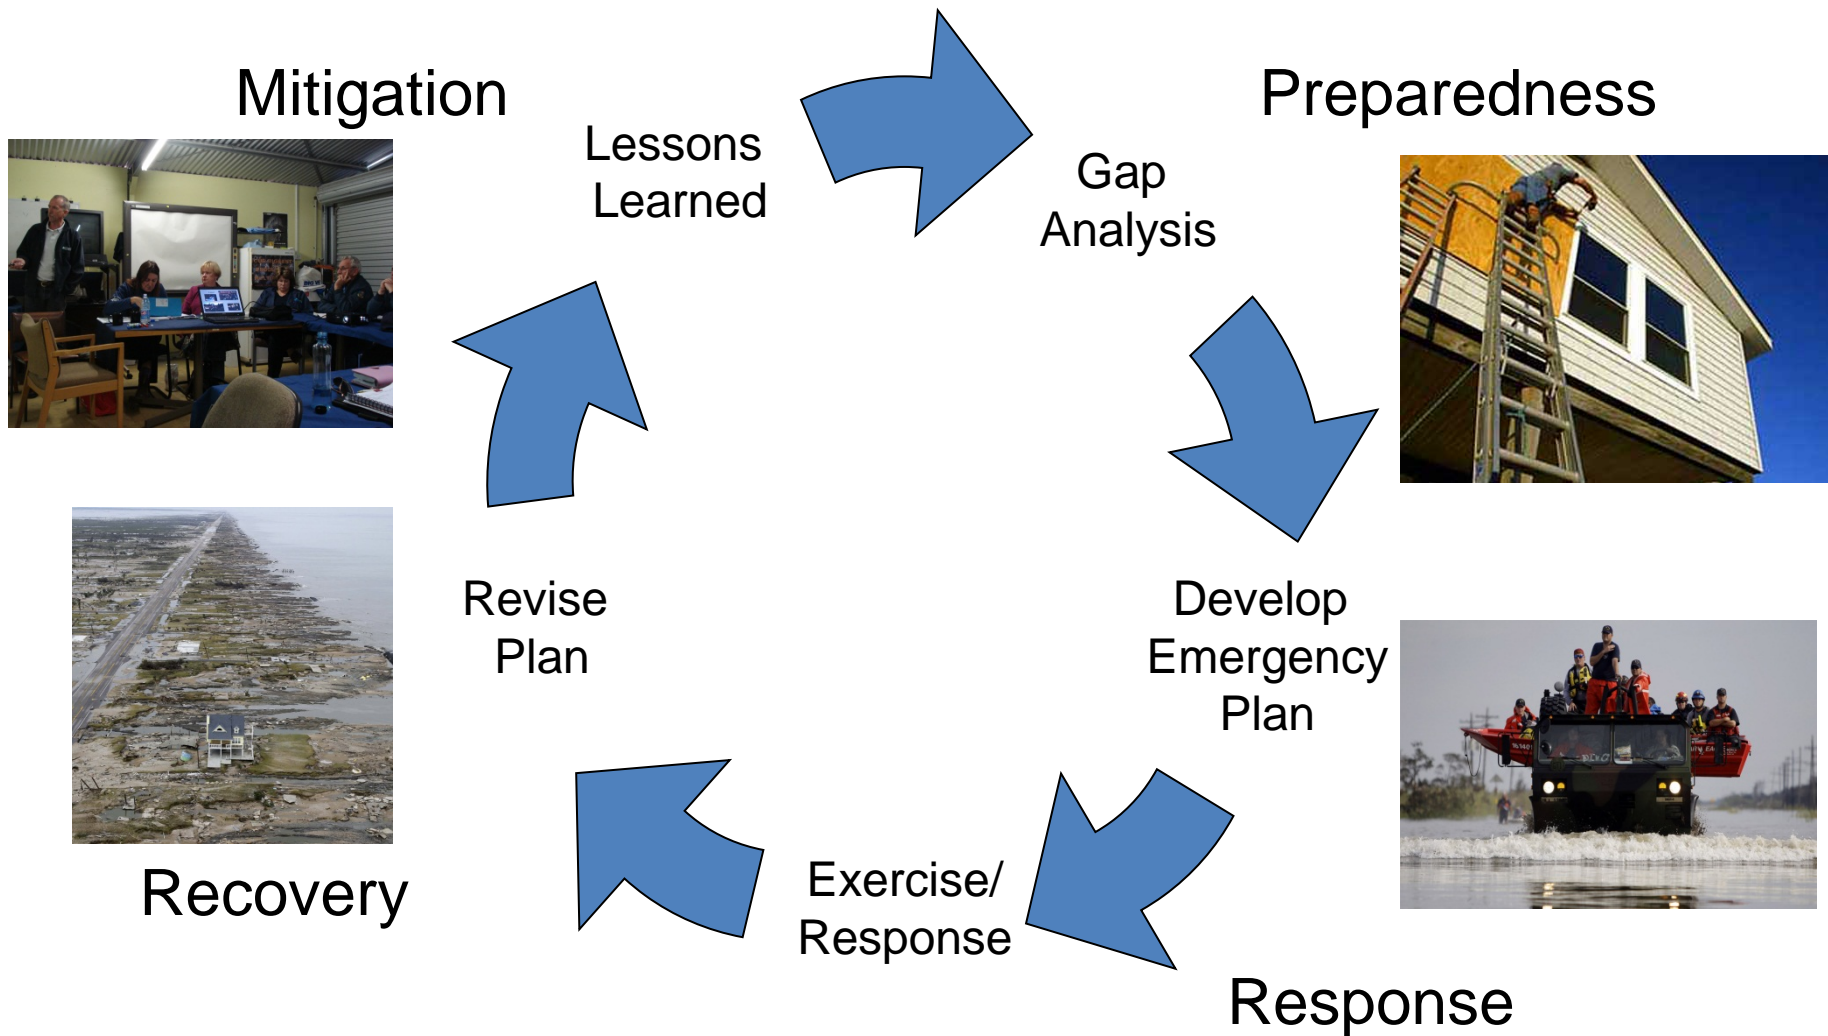 Mitigation
Preparedness
Lessons
Learned
Gap
Analysis
Revise
Plan
Develop
Emergency
Plan
Exercise/
Response
Recovery
Response